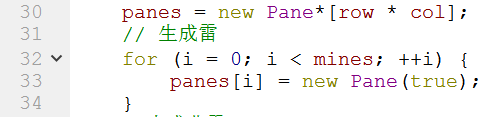 30 panes = new Pane*[row * col];
31 // 生成雷
32 for (i = 0; i < mines; ++i) {
33 panes[i] = new Pane(true);
34 }